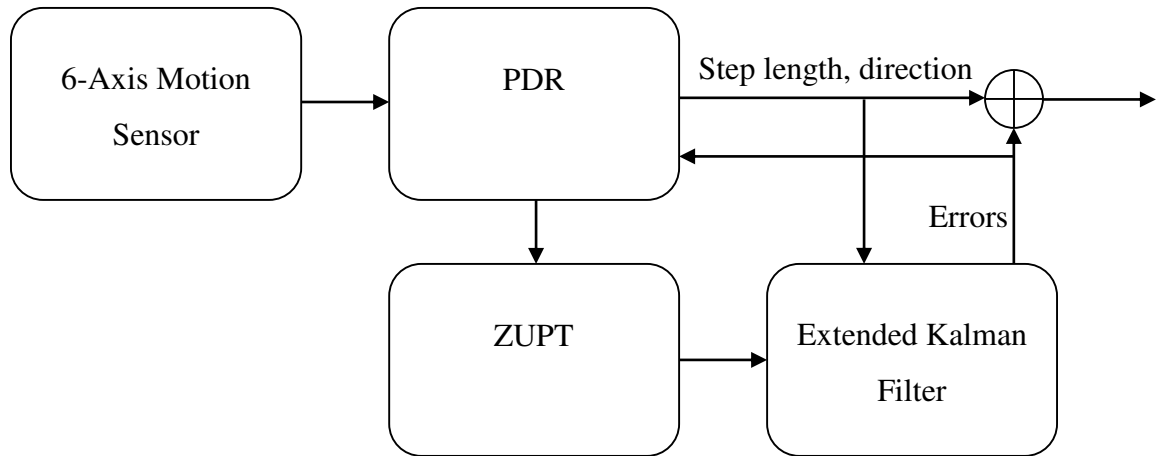 6-Axis Motion
Sensor
PDR
Step length, direction
Errors
ZUPT
Extended Kalman
Filter